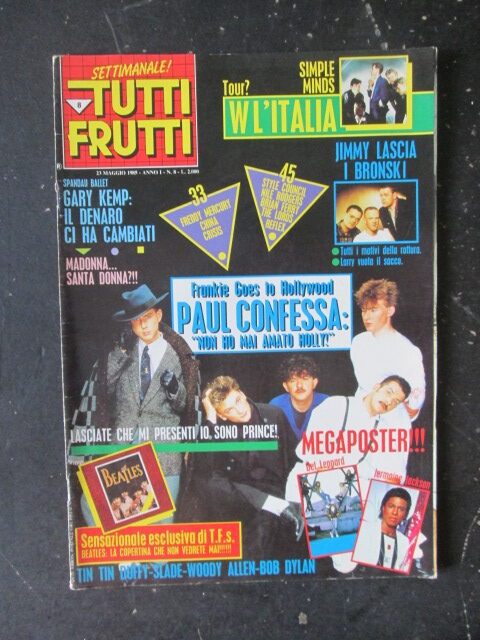 SETTIMANALE!
8
TUTTI
FRUTTI
23 MAGGIO 1985 - ANNO I - N. 8 - L. 2.000
Tour?
SIMPLE
MINDS
W L'ITALIA
JIMMY LASCIA
I BRONSKI
Tutti i motivi della rottura.
Larry vuota il sacco.
SPANDAU BALLET
GARY KEMP:
IL DENARO
CI HA CAMBIATI
33
FREDDY MERCURY
CHINA
CRISIS
45
STYLE COUNCIL
NILE RODGERS
BRIAN FERRY
THE LORDS
REFLEX
MADONNA...
SANTA DONNA?!!
Frankie Goes to Hollywood
PAUL CONFESSA:
"NON HO MAI AMATO HOLLY!"
LASCIATE CHE MI PRESENTI IO, SONO PRINCE!
MEGAPOSTER!!!
Def Leppard
Jermaine Jackson
BEATLES
Sensazionale esclusiva di T.F.s.
BEATLES: LA COPERTINA CHE NON VEDRETE MAI!!!!!!
TIN TIN DUFFY-SLADE-WOODY ALLEN-BOB DYLAN